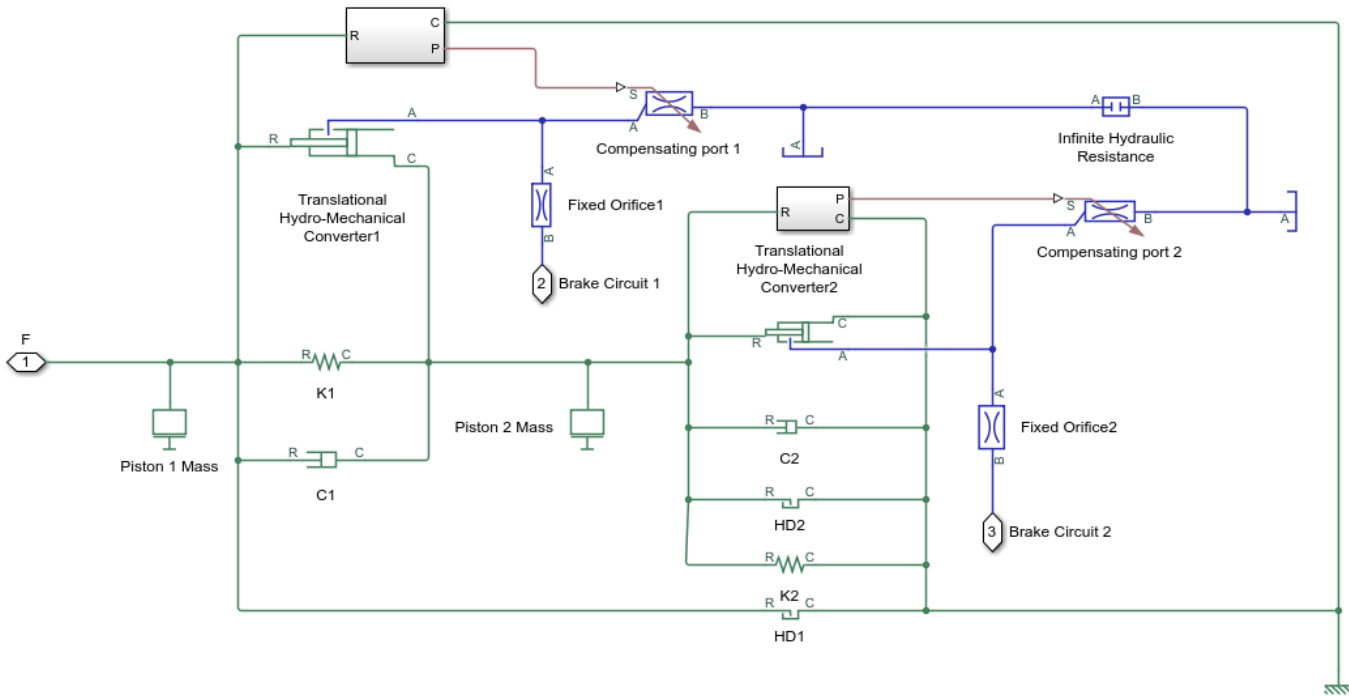 C
R
P
S
A
B
A
B
A
Compensating port 1
A
Infinite Hydraulic
Resistance
R
C
Translational
Hydro-Mechanical
Converter1
A
Fixed Orifice1
B
2
Brake Circuit 1
P
R
C
S
B
A
A
Compensating port 2
Translational
Hydro-Mechanical
Converter2
C
R
A
F
1
R
C
K1
Piston 1 Mass
Piston 2 Mass
R
C
C1
R
C
C2
A
Fixed Orifice2
B
R
C
HD2
3
Brake Circuit 2
R
C
K2
R
C
HD1